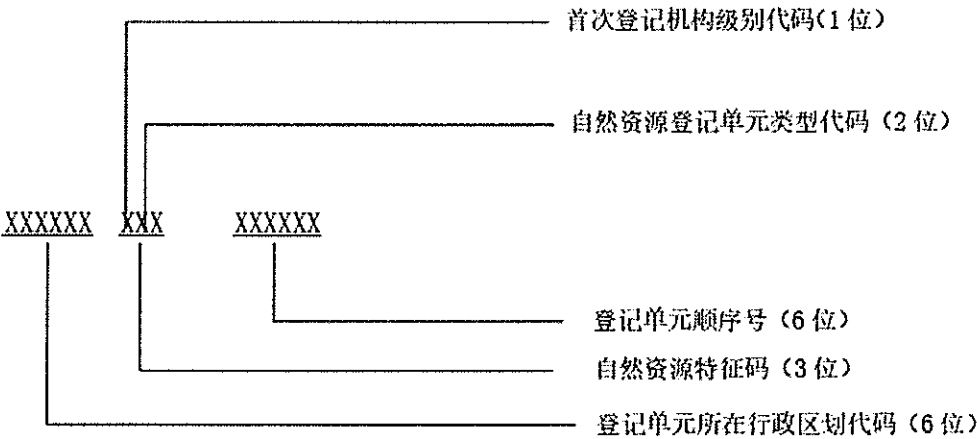 首次登记机构级别代码(1位)
自然资源登记单元类型代码（2位）
XXXXXX XXX XXXXXX
登记单元顺序号（6位）
自然资源特征码（3位）
登记单元所在行政区划代码（6位）